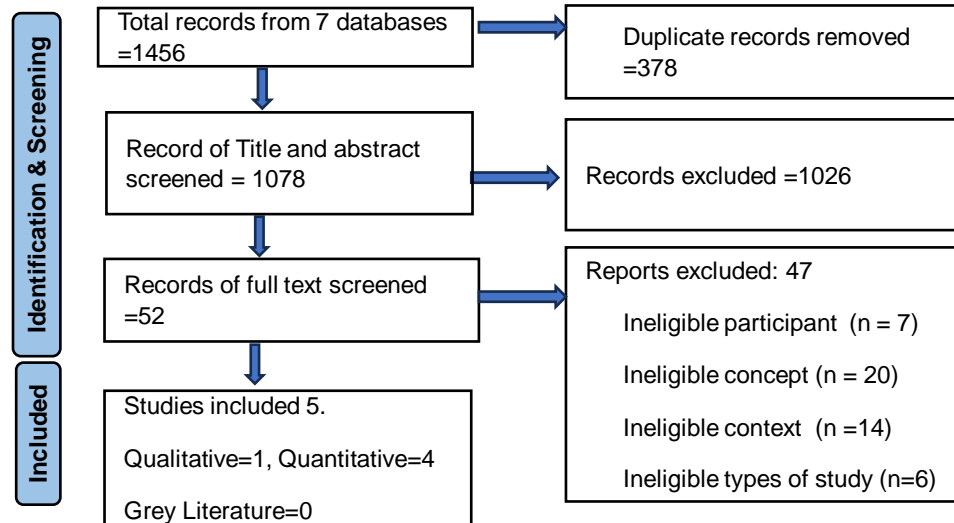 Identification & Screening
Total records from 7 databases
=1456
Duplicate records removed
=378
Record of Title and abstract
screened = 1078
Records excluded =1026
Records of full text screened
=52
Reports excluded: 47
Ineligible participant (n = 7)
Ineligible concept (n = 20)
Ineligible context (n =14)
Ineligible types of study (n=6)
Included
Studies included 5.
Qualitative=1, Quantitative=4
Grey Literature=0